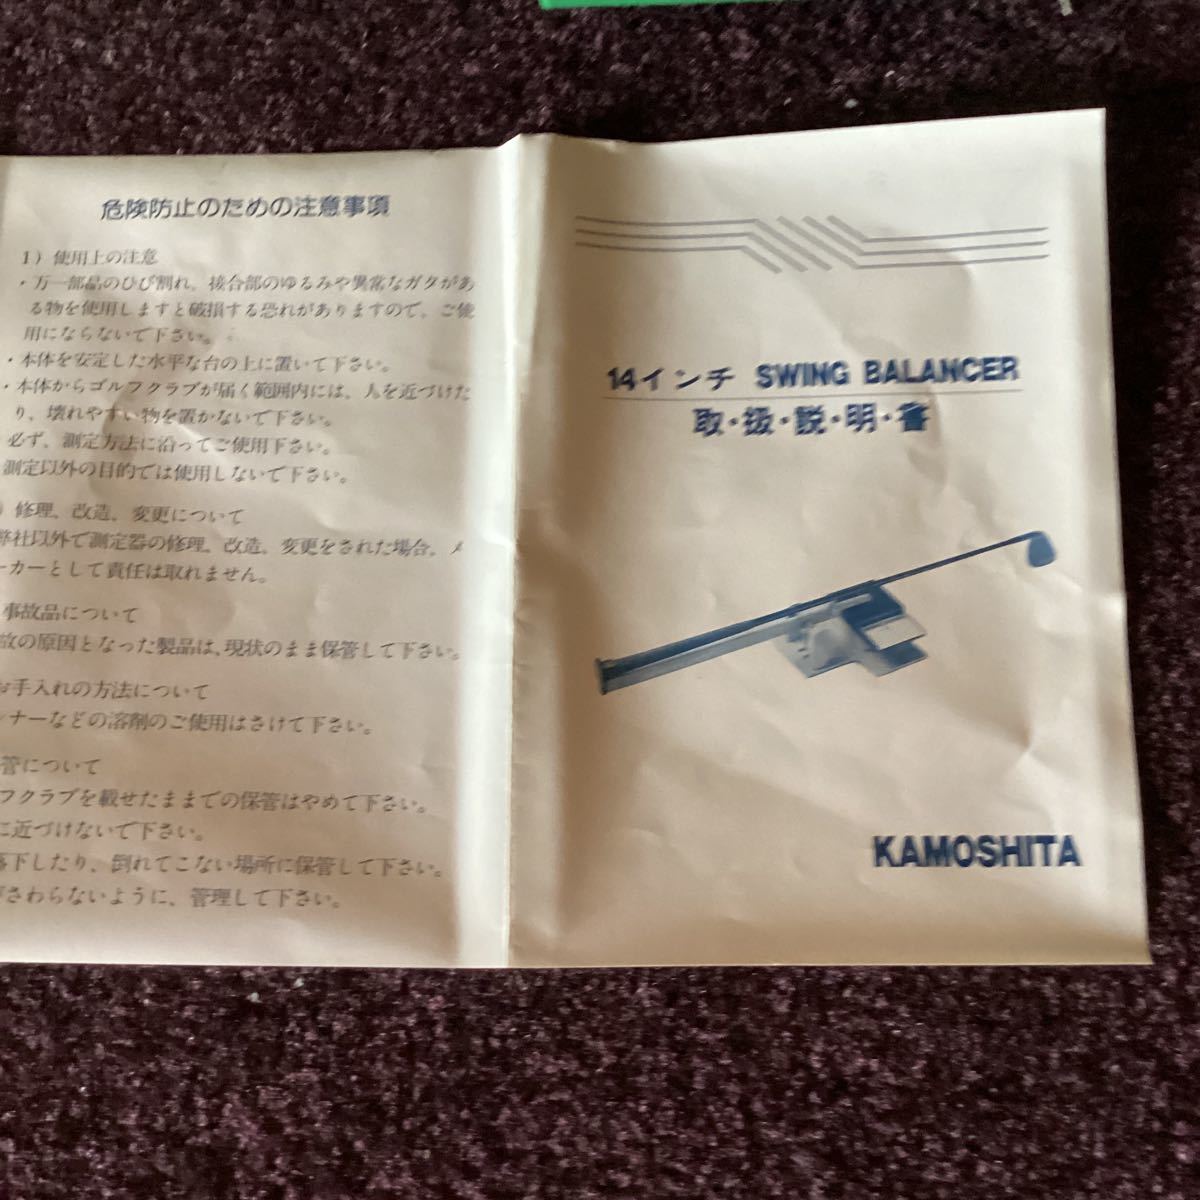 危険防止のための注意事項
1) 使用上の注意
・万一部品のひび割れ、接合部のゆるみや異常なガタがあ
る物を使用しますと破損する恐れがありますので、ご使
用にならないで下さい。
・本体を安定した水平な台の上に置いて下さい。
・本体からゴルフクラブが届く範囲内には、人を近づけた
り、壊れやすい物を置かないで下さい。
必ず、測定方法に沿ってご使用下さい。
測定以外の目的では使用しないで下さい。
) 修理、改造、変更について
弊社以外で測定器の修理、改造、変更をされた場合、メ
ーカーとして責任は取れません。
事故品について
故の原因となった製品は、現状のまま保管して下さい。
お手入れの方法について
ンナーなどの溶剤のご使用はさけて下さい。
管について
フクラブを載せたままでの保管はやめて下さい。
に近づけないで下さい。
落下したり、倒れてこない場所に保管して下さい。
がさわらないように、管理して下さい。
14インチ SWING BALANCER
取・扱・説・明・書
KAMOSHITA